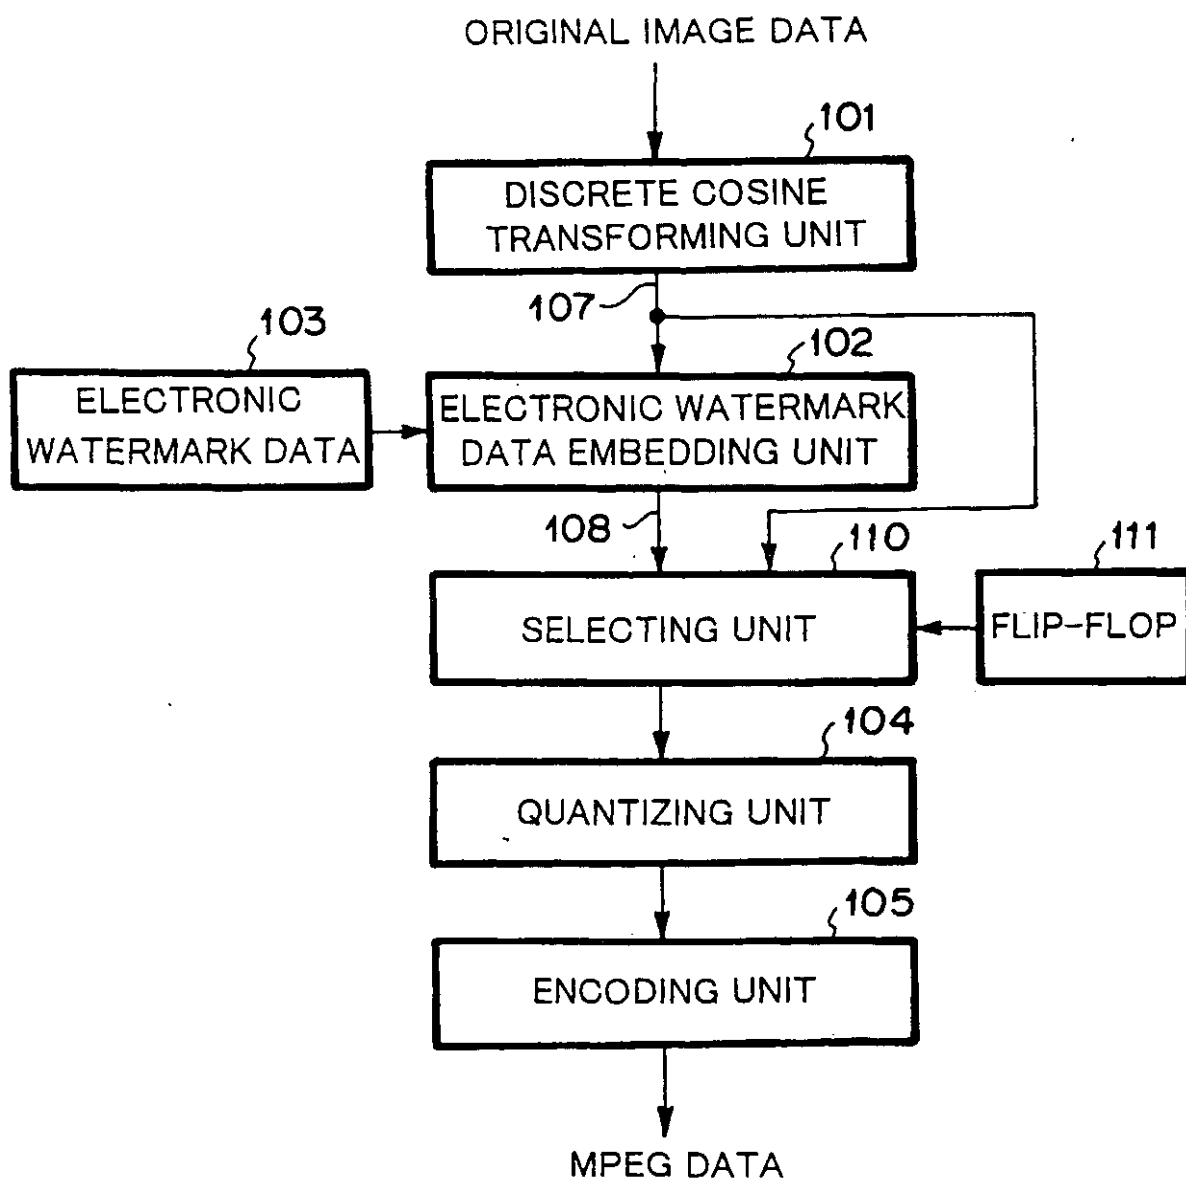 ORIGINAL IMAGE DATA
101
DISCRETE COSINE
TRANSFORMING UNIT
107
103
102
ELECTRONIC
WATERMARK DATA
ELECTRONIC WATERMARK
DATA EMBEDDING UNIT
108
110
111
SELECTING UNIT
FLIP-FLOP
104
QUANTIZING UNIT
105
ENCODING UNIT
MPEG DATA